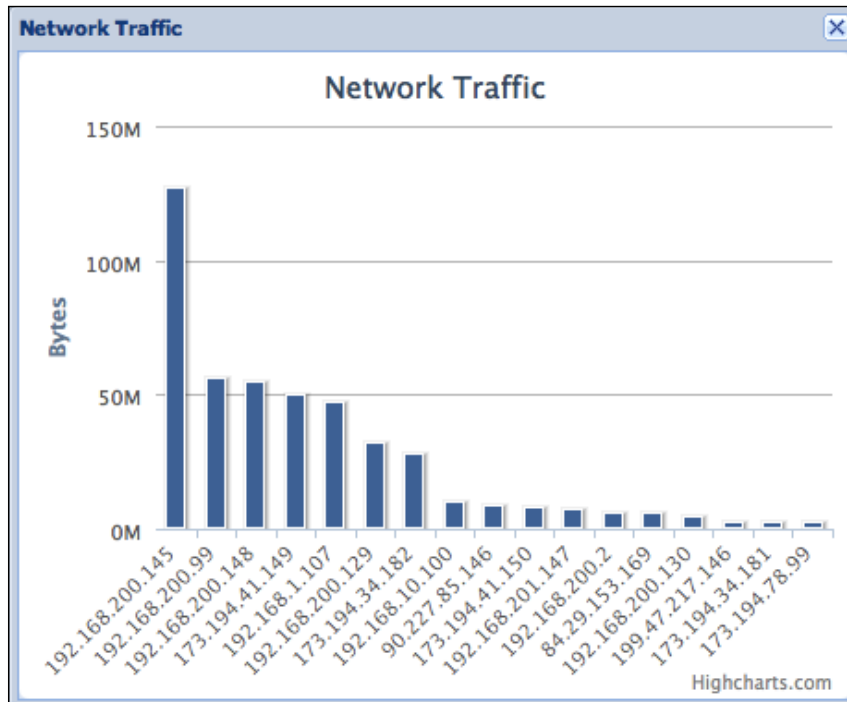 Network Traffic
Network Traffic
150M
100M
50M
0M
Bytes
192.168.200.145
192.168.200.99
192.168.200.148
173.194.41.149
192.168.1.107
192.168.200.129
173.194.34.182
192.168.10.100
90.227.85.146
173.194.41.150
192.168.201.147
192.168.200.2
84.29.153.169
192.168.200.130
199.47.217.146
173.194.34.181
173.194.78.99
Highcharts.com